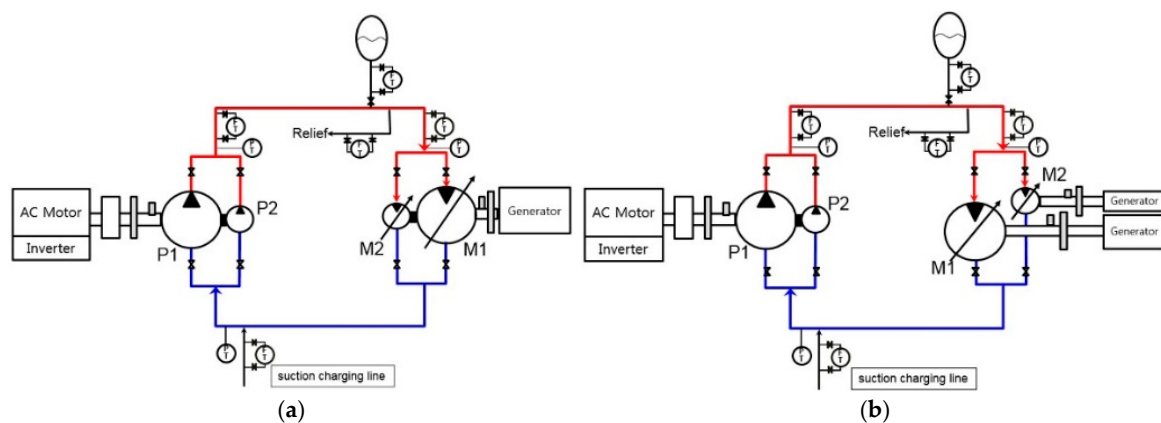 F
T
F
T
F
T
Relief
F
T
P
T
P
T
AC Motor
Inverter
P1
P2
M2
M1
Generator
P
T
F
T
suction charging line
(a)
F
T
F
T
F
T
Relief
F
T
P
T
P
T
AC Motor
Inverter
P1
P2
M2
M1
Generator
Generator
P
T
F
T
suction charging line
(b)